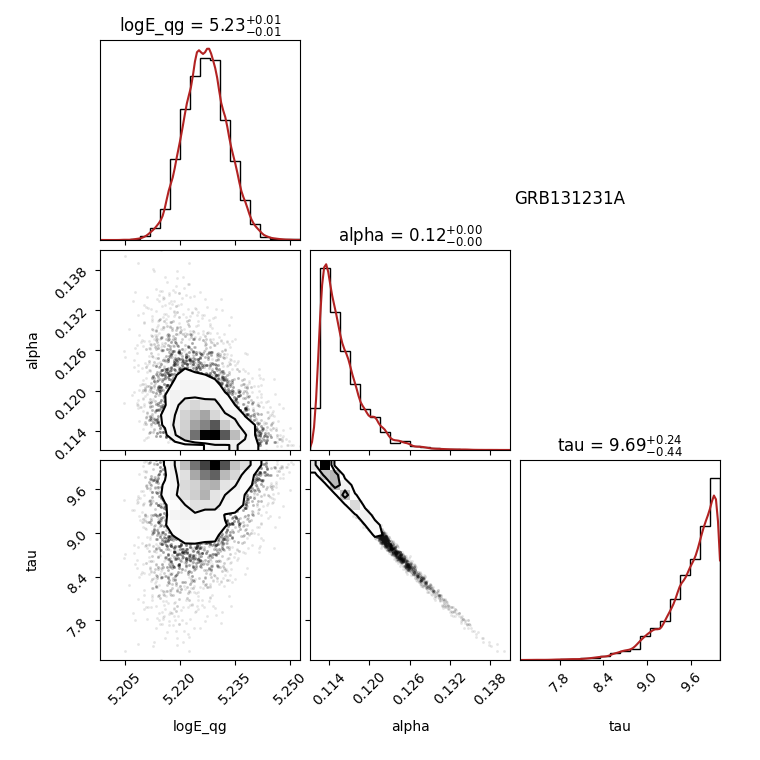 logE_qg = 5.23^{+0.01}_{−0.01}
GRB131231A
alpha = 0.12^{+0.00}_{−0.00}
0.138
0.132
0.126
0.120
0.114
alpha
tau = 9.69^{+0.24}_{−0.44}
9.6
9.0
8.4
7.8
tau
5.205 5.220 5.235 5.250
0.114 0.120 0.126 0.132 0.138
7.8 8.4 9.0 9.6
logE_qg alpha tau